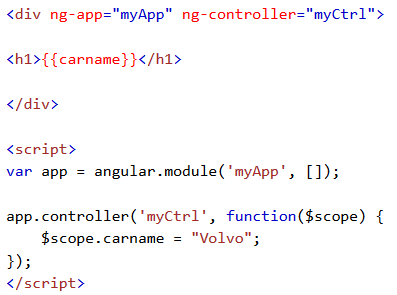 <div ng-app="myApp" ng-controller="myCtrl">
<h1>{{carname}}</h1>
</div>
<script>
var app = angular.module('myApp', []);
app.controller('myCtrl', function($scope) {
    $scope.carname = "Volvo";
});
</script>